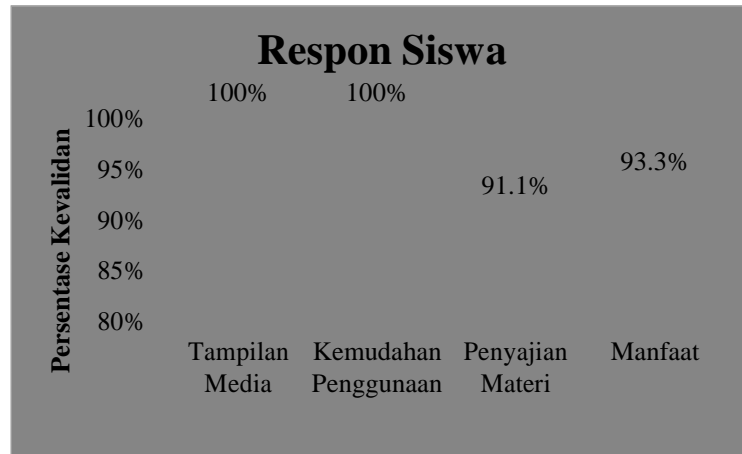 Respon Siswa
100% 100%
91.1%
93.3%
Persentase Kevalidan
100%
95%
90%
85%
80%
Tampilan
Media
Kemudahan
Penggunaan
Penyajian
Materi
Manfaat